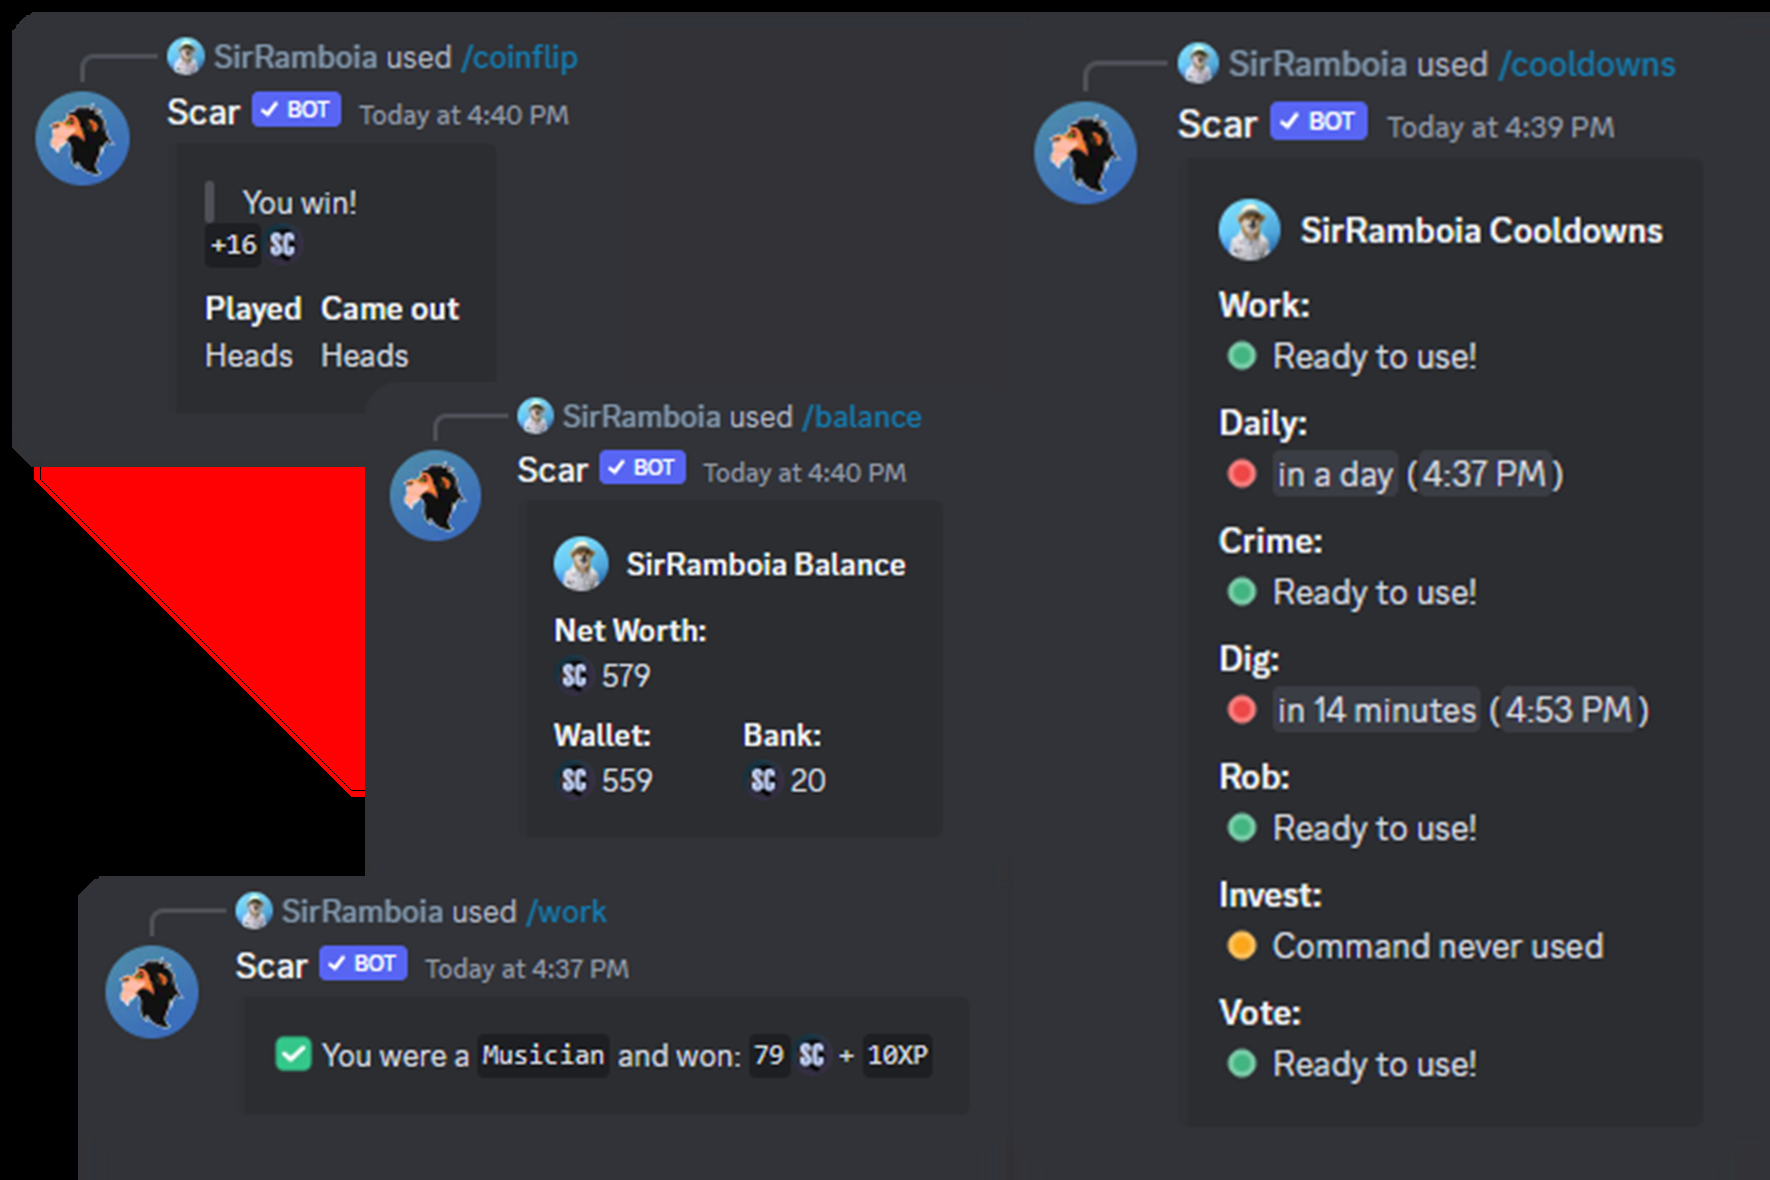 SirRamboia used /coinflip
Scar ✓ BOT Today at 4:40 PM
You win!
+16 SC
Played Came out
Heads Heads
SirRamboia used /balance
Scar ✓ BOT Today at 4:40 PM
SirRamboia Balance
Net Worth:
SC 579
Wallet: Bank:
SC 559 SC 20
SirRamboia used /work
Scar ✓ BOT Today at 4:37 PM
You were a Musician and won: 79 SC + 10XP
SirRamboia used /cooldowns
Scar ✓ BOT Today at 4:39 PM
SirRamboia Cooldowns
Work:
Ready to use!
Daily:
in a day (4:37 PM)
Crime:
Ready to use!
Dig:
in 14 minutes (4:53 PM)
Rob:
Ready to use!
Invest:
Command never used
Vote:
Ready to use!